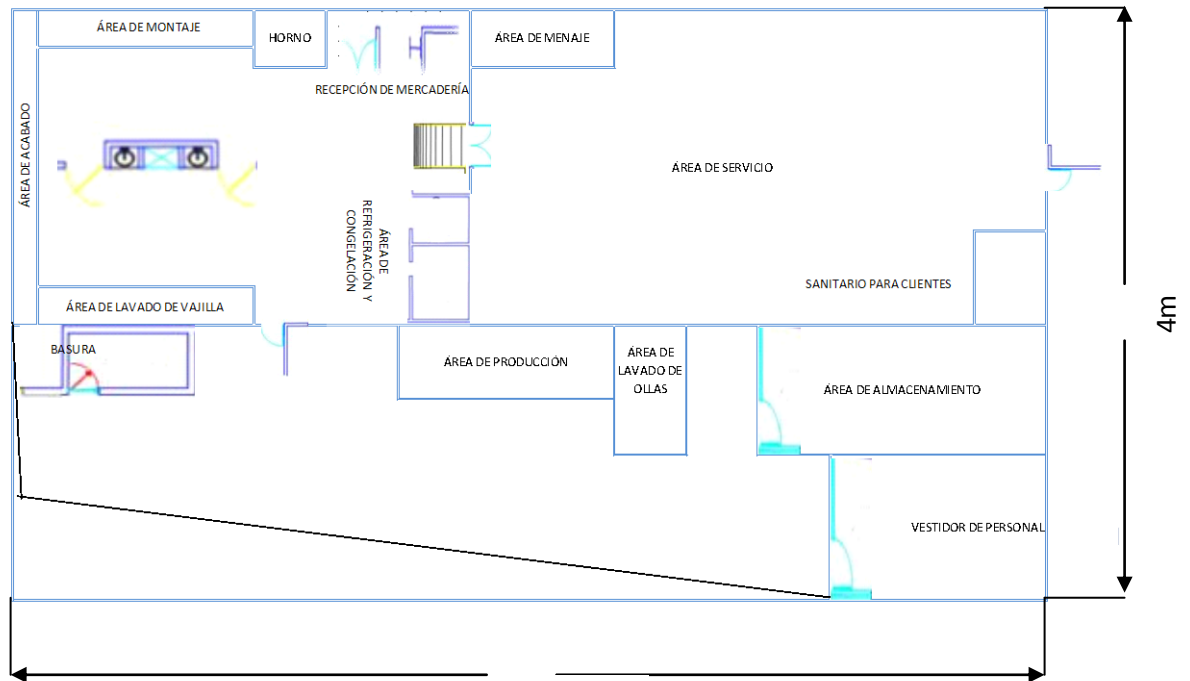 ÁREA DE MONTAJE
HORNO
ÁREA DE MENAJE
RECEPCIÓN DE MERCADERÍA
ÁREA DE ACABADO
ÁREA DE SERVICIO
ÁREA DE
REFRIGERACIÓN Y
CONGELACIÓN
SANITARIO PARA CLIENTES
ÁREA DE LAVADO DE VAJILLA
4m
BASURA
ÁREA DE PRODUCCIÓN
ÁREA DE
LAVADO DE
OLLAS
ÁREA DE ALMACENAMIENTO
VESTIDOR DE PERSONAL